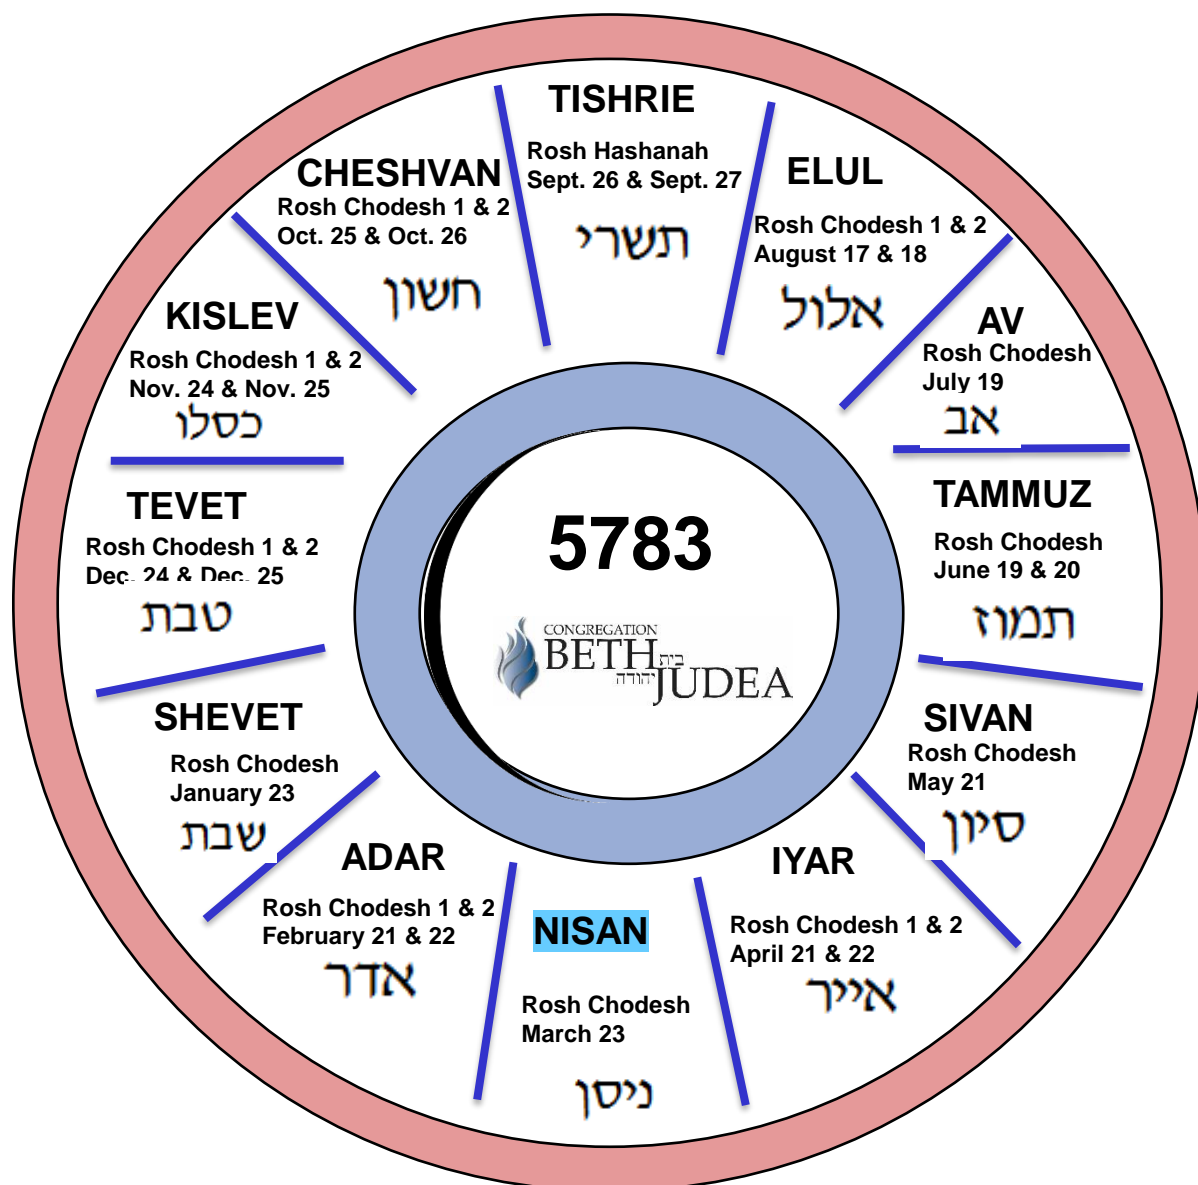 TISHRIE
Rosh Hashanah
Sept. 26 & Sept. 27
תשרי
CHESHVAN
Rosh Chodesh 1 & 2
Oct. 25 & Oct. 26
חשון
KISLEV
Rosh Chodesh 1 & 2
Nov. 24 & Nov. 25
כסלו
TEVET
Rosh Chodesh 1 & 2
Dec. 24 & Dec. 25
טבת
SHEVET
Rosh Chodesh
January 23
שבת
ADAR
Rosh Chodesh 1 & 2
February 21 & 22
אדר
NISAN
Rosh Chodesh
March 23
ניסן
IYAR
Rosh Chodesh 1 & 2
April 21 & 22
אייר
SIVAN
Rosh Chodesh
May 21
סיון
TAMMUZ
Rosh Chodesh
June 19 & 20
תמוז
AV
Rosh Chodesh
July 19
אב
ELUL
Rosh Chodesh 1 & 2
August 17 & 18
אלול
5783
CONGREGATION
BETH בית
יהודה JUDEA